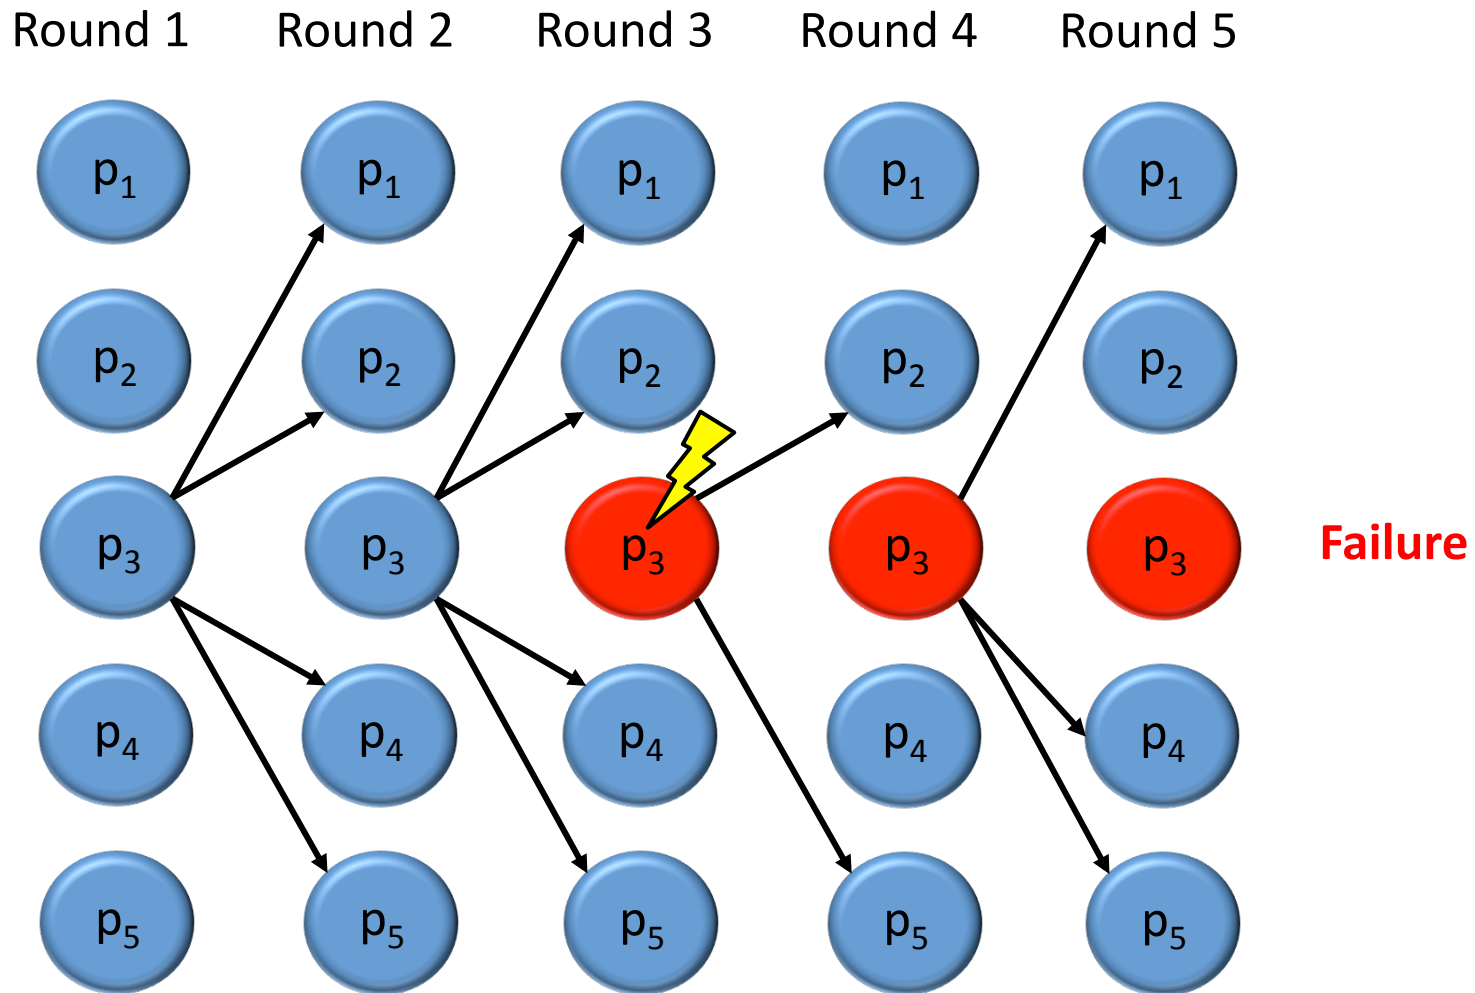 Round 1 Round 2 Round 3 Round 4 Round 5
p₁ p₁ p₁ p₁ p₁
p₂ p₂ p₂ p₂ p₂
p₃ p₃ p₃ p₃ p₃ Failure
p₄ p₄ p₄ p₄ p₄
p₅ p₅ p₅ p₅ p₅